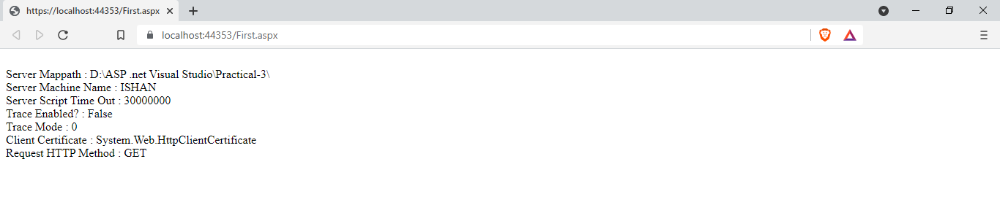 https://localhost:44353/First.aspx
localhost:44353/First.aspx
Server Mappath : D:\ASP .net Visual Studio\Practical-3\
Server Machine Name : ISHAN
Server Script Time Out : 30000000
Trace Enabled? : False
Trace Mode : 0
Client Certificate : System.Web.HttpClientCertificate
Request HTTP Method : GET